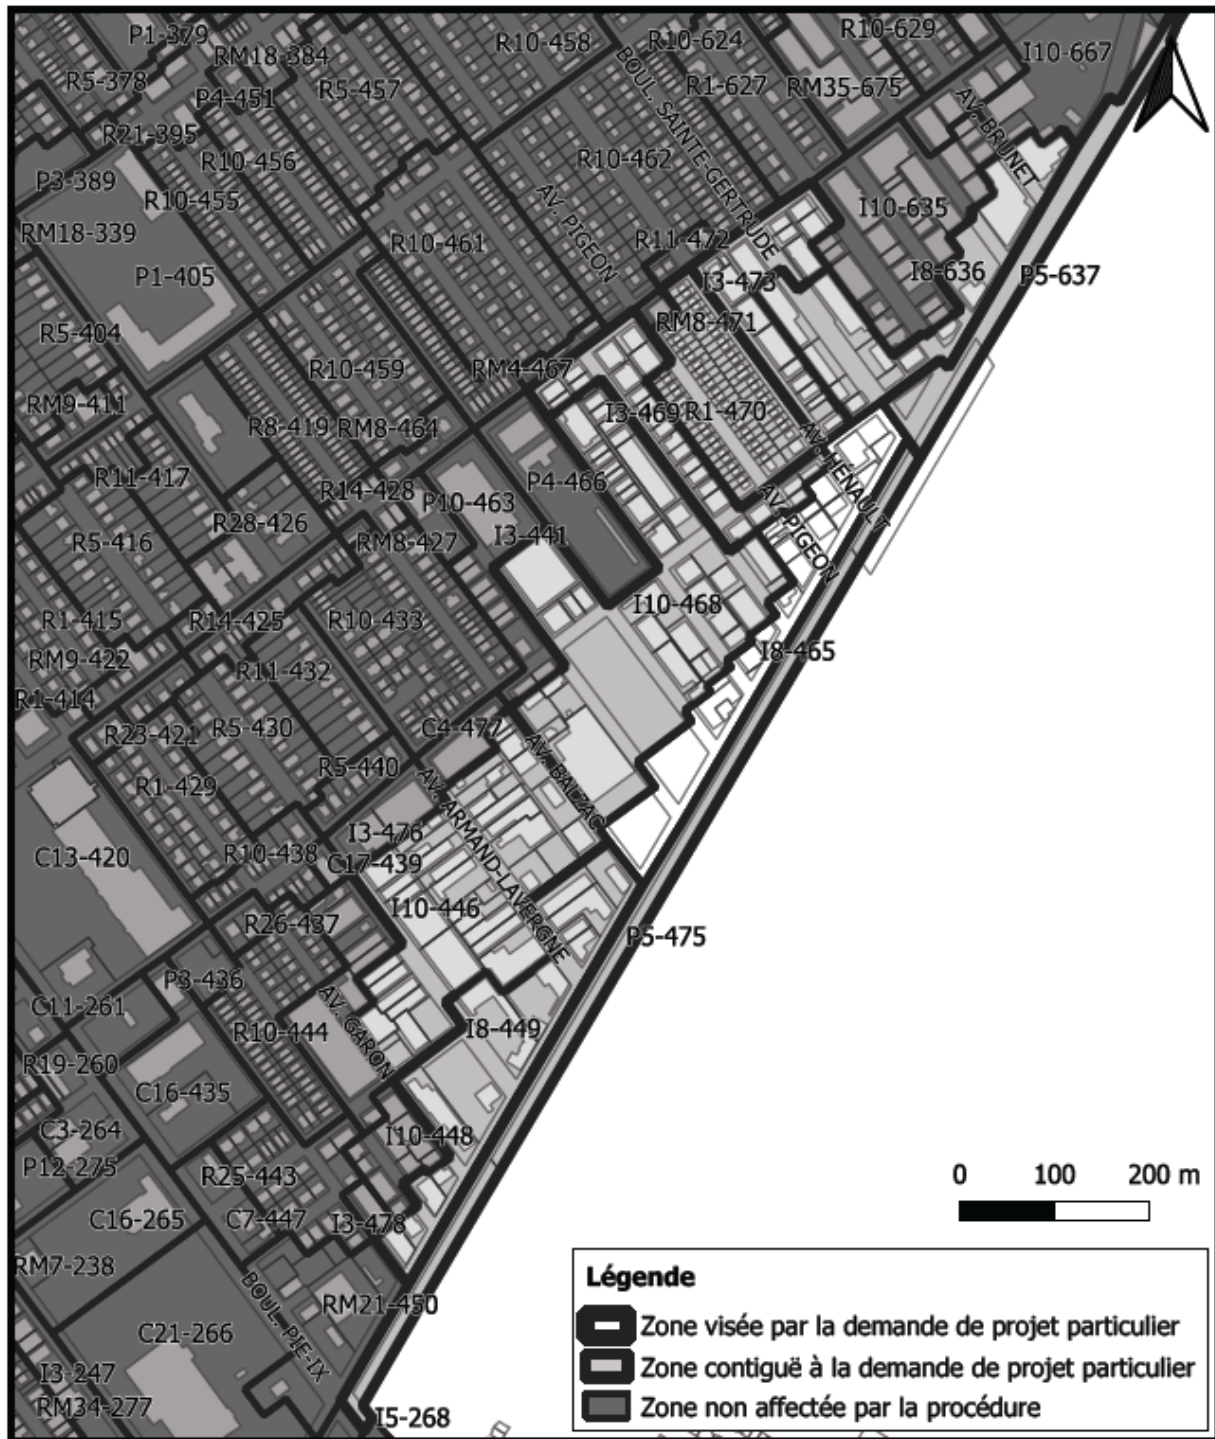 P1-379
R10-458
R10-624
R10-629
I10-667
RM18-384
R5-378
R5-457
BOUL. SAINTE-GERTRUDE
R1-627
RM35-675
P4-451
AV. BRUNET
R21-395
R10-456
R10-462
P3-389
R10-455
AV. PIGEON
I10-635
RM18-339
R10-461
R11-472
I8-636
P5-637
P1-405
I3-473
R5-404
RM8-471
R10-459
RM4-467
RM9-411
I3-469
R1-470
R8-419
RM8-464
AV. HÉNAULT
R11-417
P4-466
R14-428
P10-463
AV. PIGEON
R28-426
I3-441
R5-416
RM8-427
I10-468
R1-415
R14-425
R10-433
I8-465
RM9-422
R11-432
R1-414
R23-421
R5-430
C4-477
AV. BALZAC
R5-440
R1-429
AV. ARMAND-LAVERGNE
I3-476
C13-420
R10-438
C17-439
I10-446
R26-437
P5-475
P3-436
C11-261
AV. GARON
R10-444
I8-449
R19-260
C16-435
C3-264
I10-448
P12-275
R25-443
C16-265
C7-447
I3-478
RM7-238
BOUL. PIE-IX
RM21-450
C21-266
I3-247
RM34-277
I5-268
0 100 200 m
Légende
Zone visée par la demande de projet particulier
Zone contiguë à la demande de projet particulier
Zone non affectée par la procédure